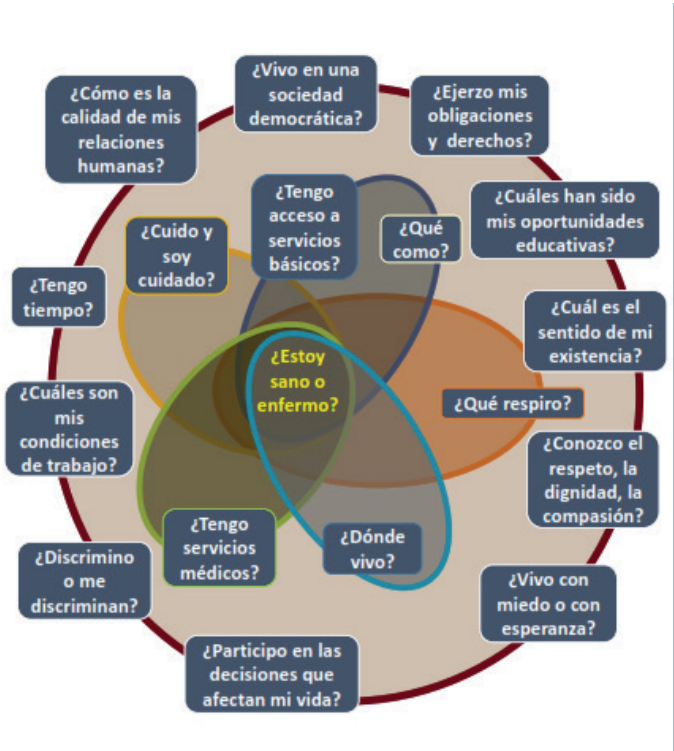 ¿Vivo en una
sociedad
democrática?
¿Cómo es la
calidad de mis
relaciones
humanas?
¿Ejerzo mis
obligaciones
y derechos?
¿Tengo
acceso a
servicios
básicos?
¿Cuáles han sido
mis oportunidades
educativas?
¿Cuido y
soy
cuidado?
¿Qué
como?
¿Tengo
tiempo?
¿Cuál es el
sentido de mi
existencia?
¿Estoy
sano o
enfermo?
¿Cuáles son
mis
condiciones
de trabajo?
¿Qué respiro?
¿Conozco el
respeto, la
dignidad, la
compasión?
¿Tengo
servicios
médicos?
¿Dónde
vivo?
¿Discrimino
o me
discriminan?
¿Vivo con
miedo o con
esperanza?
¿Participo en las
decisiones que
afectan mi vida?